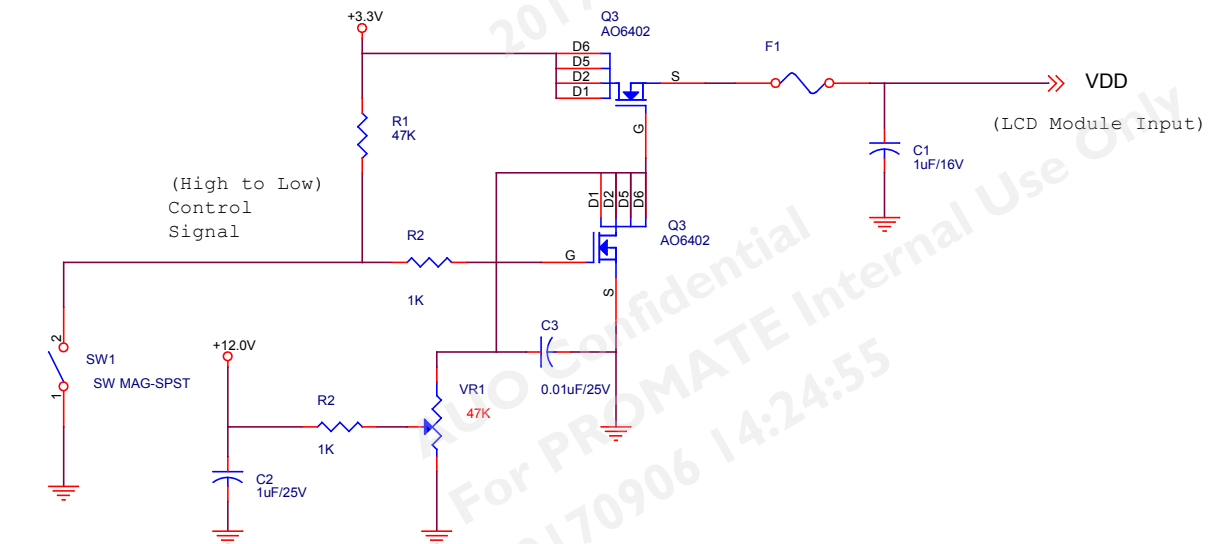 2017
+3.3V
Q3
AO6402
D6
D5
D2
D1
S
G
F1
VDD
(LCD Module Input)
R1
47K
C1
1uF/16V
(High to Low)
Control
Signal
D1
D2
D5
D6
Q3
AO6402
R2
1K
G
S
2
1
SW1
SW MAG-SPST
+12.0V
C3
0.01uF/25V
VR1
47K
R2
1K
C2
1uF/25V
AUO Confidential
For PROMATE Internal Use Only
20170906 14:24:55